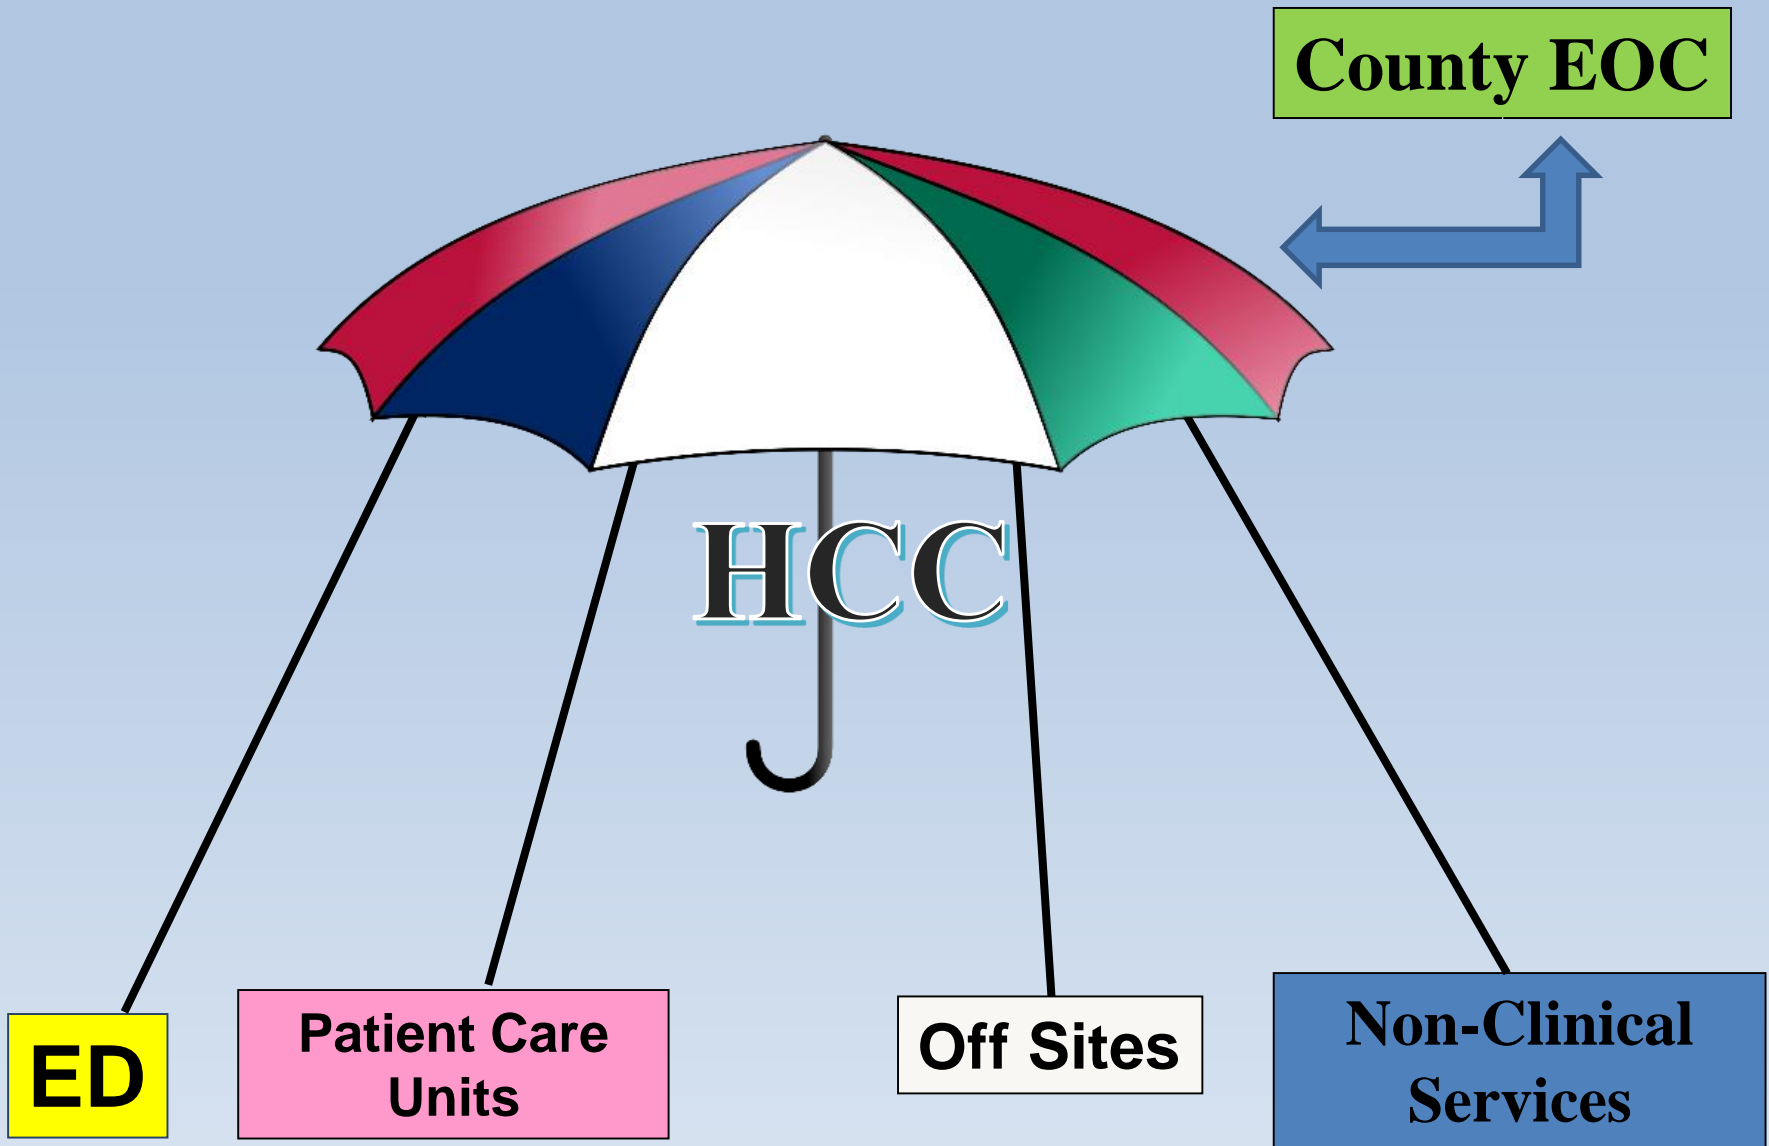 County EOC
HCC
ED
Patient Care
Units
Off Sites
Non-Clinical
Services